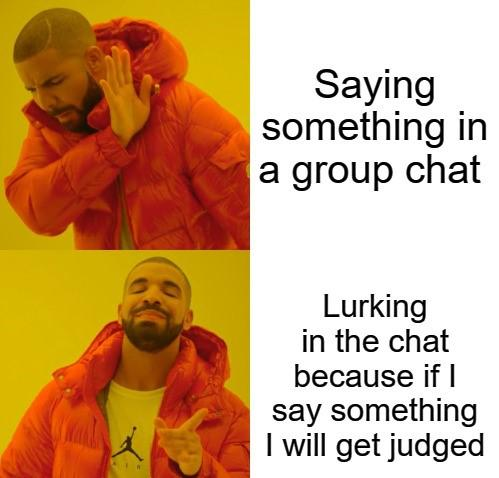 Saying
something in
a group chat
Lurking
in the chat
because if I
say something
I will get judged